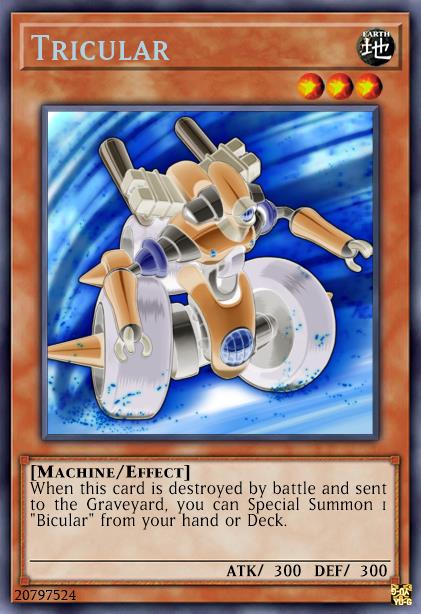 TRICULAR
EARTH
地
[MACHINE/EFFECT]
When this card is destroyed by battle and sent
to the Graveyard, you can Special Summon 1
"Bicular" from your hand or Deck.
ATK/ 300 DEF/ 300
20797524